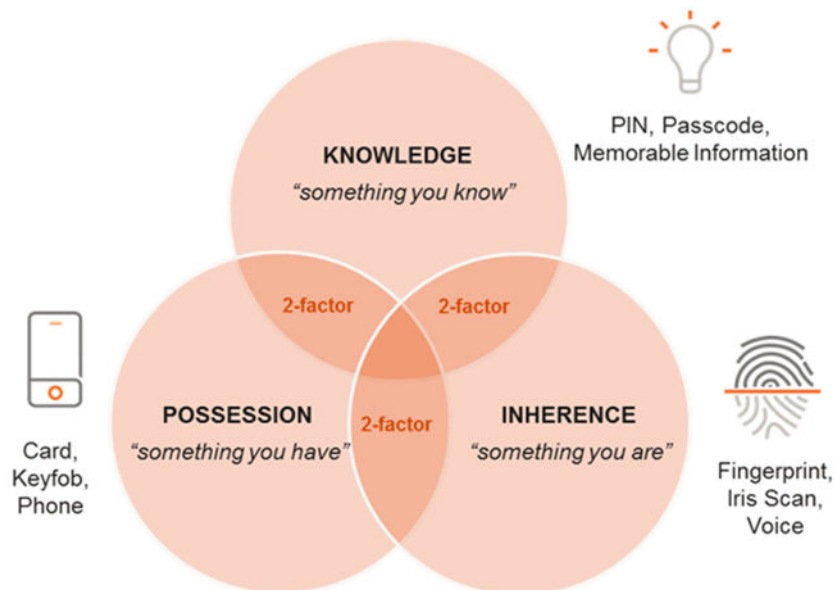 KNOWLEDGE
“something you know”
PIN, Passcode,
Memorable Information
2-factor
2-factor
POSSESSION
“something you have”
2-factor
INHERENCE
“something you are”
Card,
Keyfob,
Phone
Fingerprint,
Iris Scan,
Voice